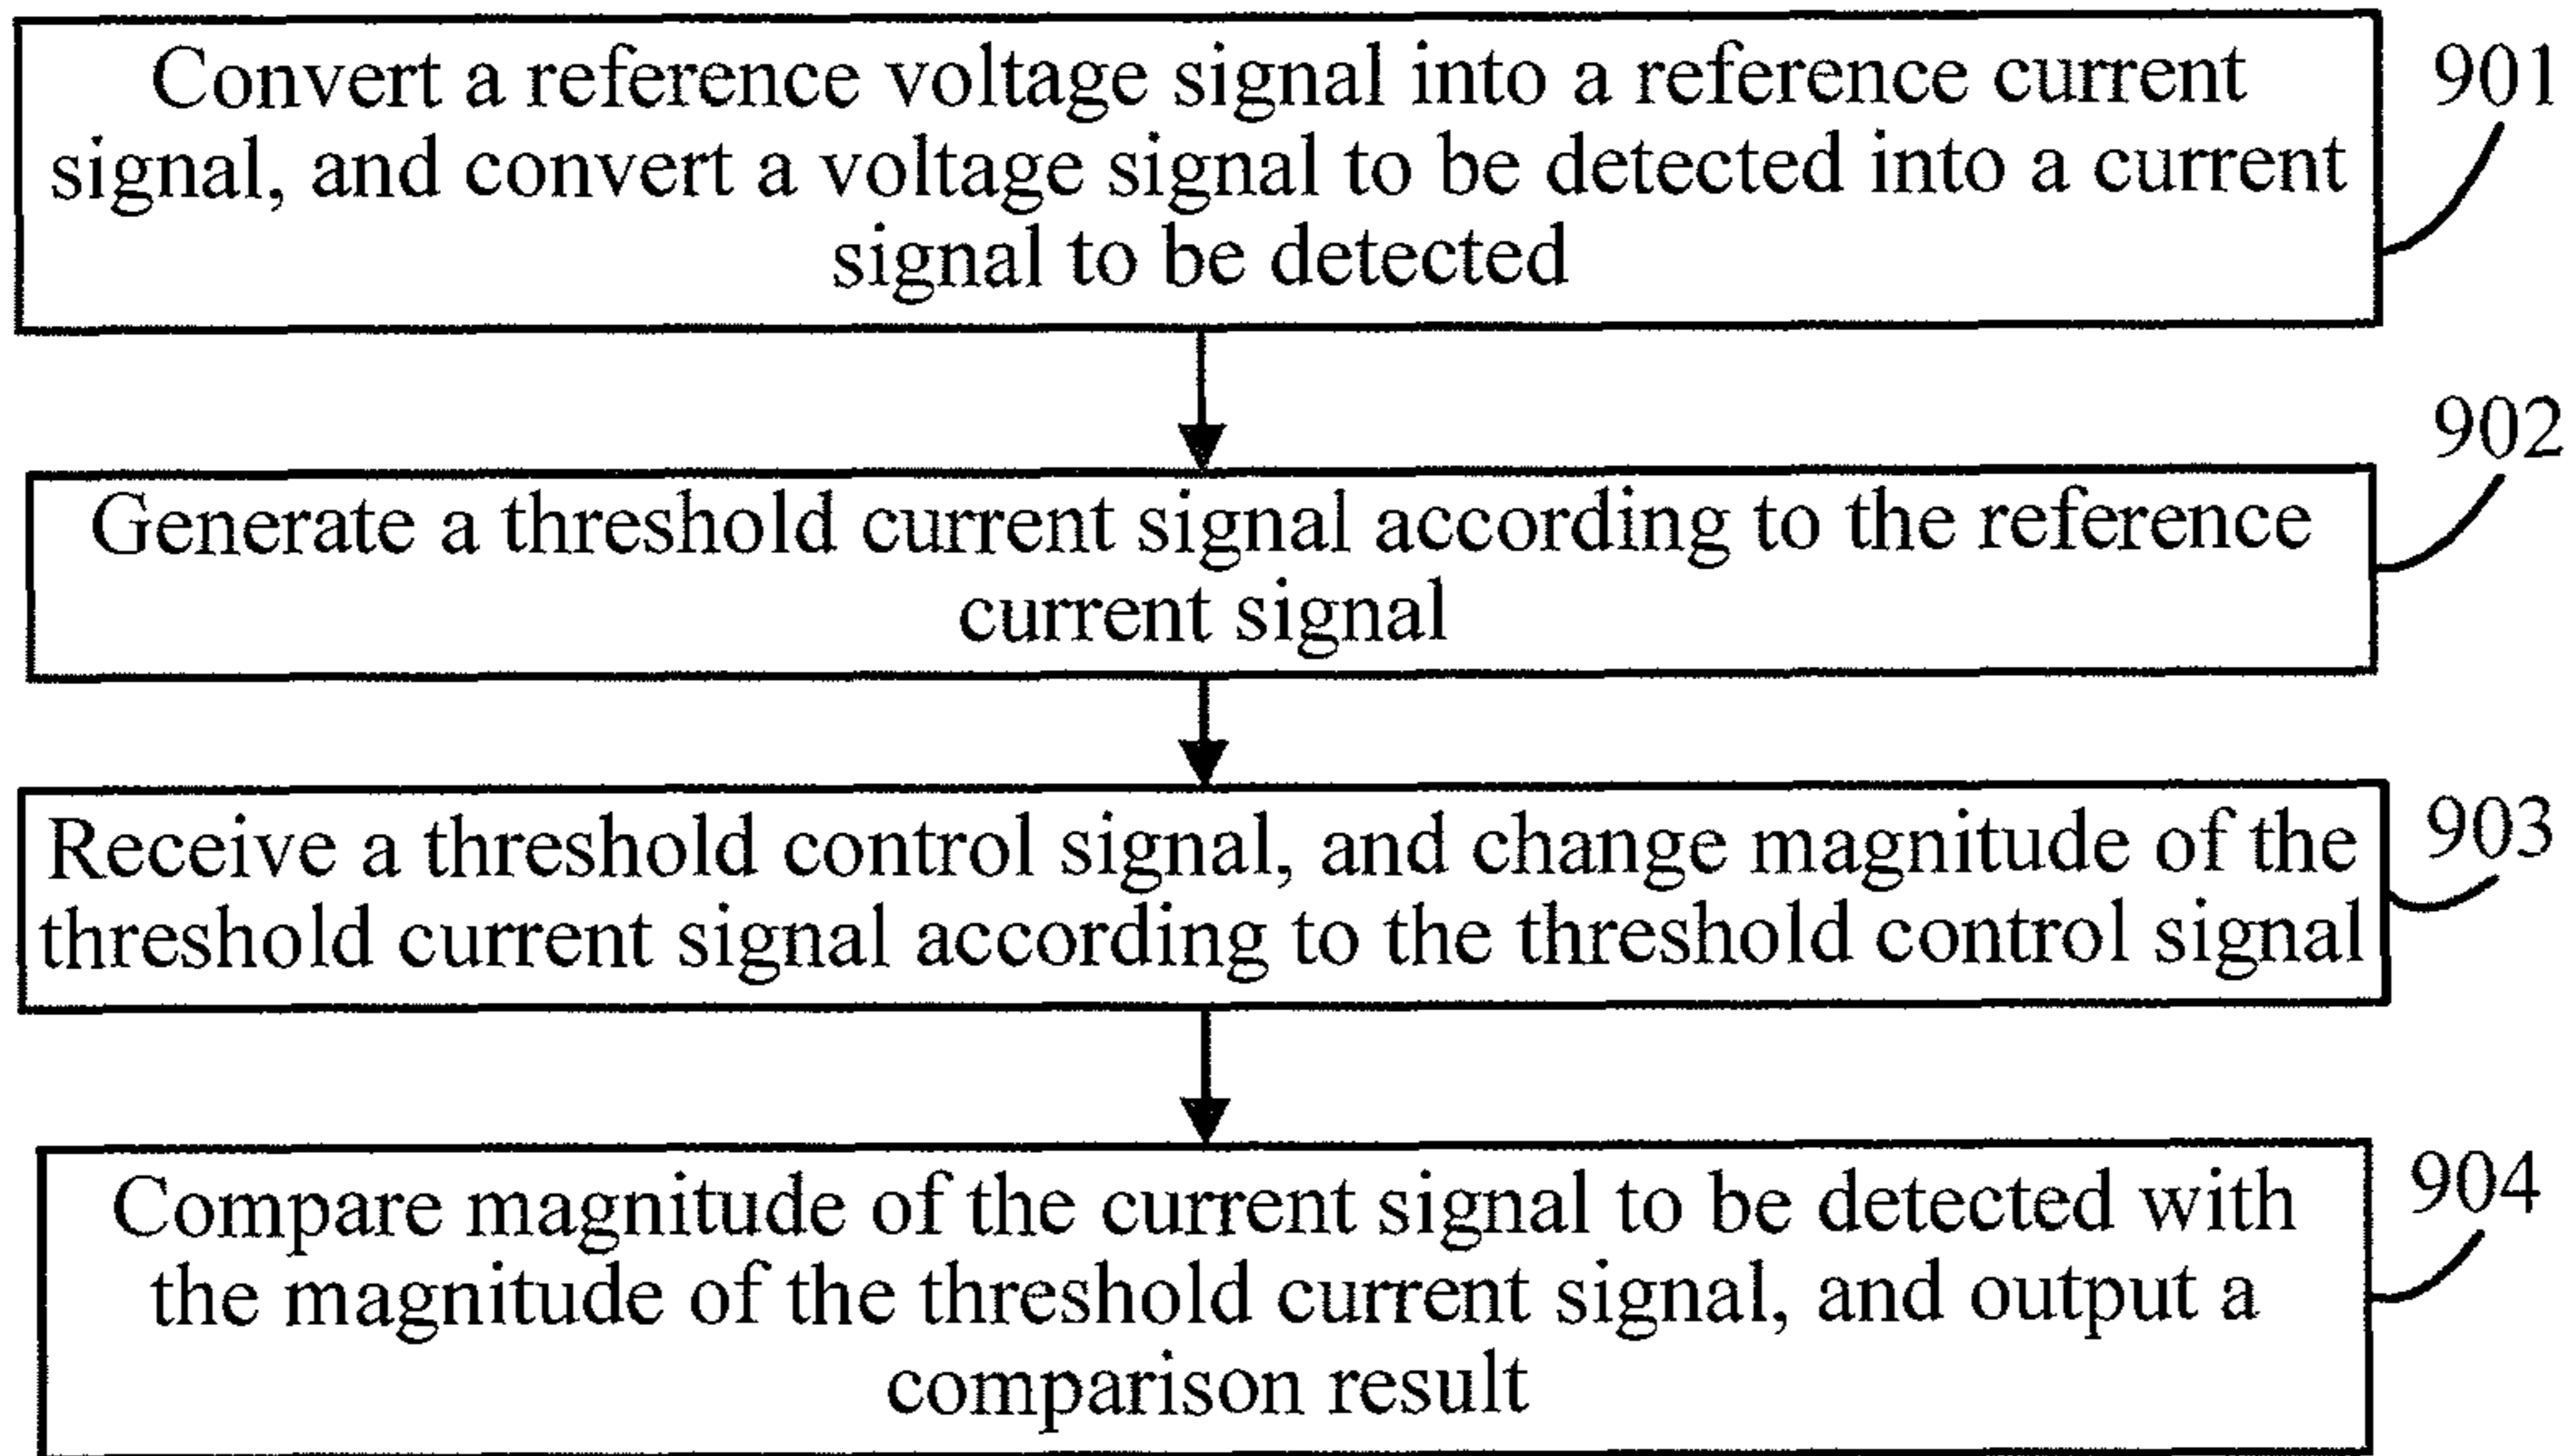 Convert a reference voltage signal into a reference current
signal, and convert a voltage signal to be detected into a current
signal to be detected
901
Generate a threshold current signal according to the reference
current signal
902
Receive a threshold control signal, and change magnitude of the
threshold current signal according to the threshold control signal
903
Compare magnitude of the current signal to be detected with
the magnitude of the threshold current signal, and output a
comparison result
904